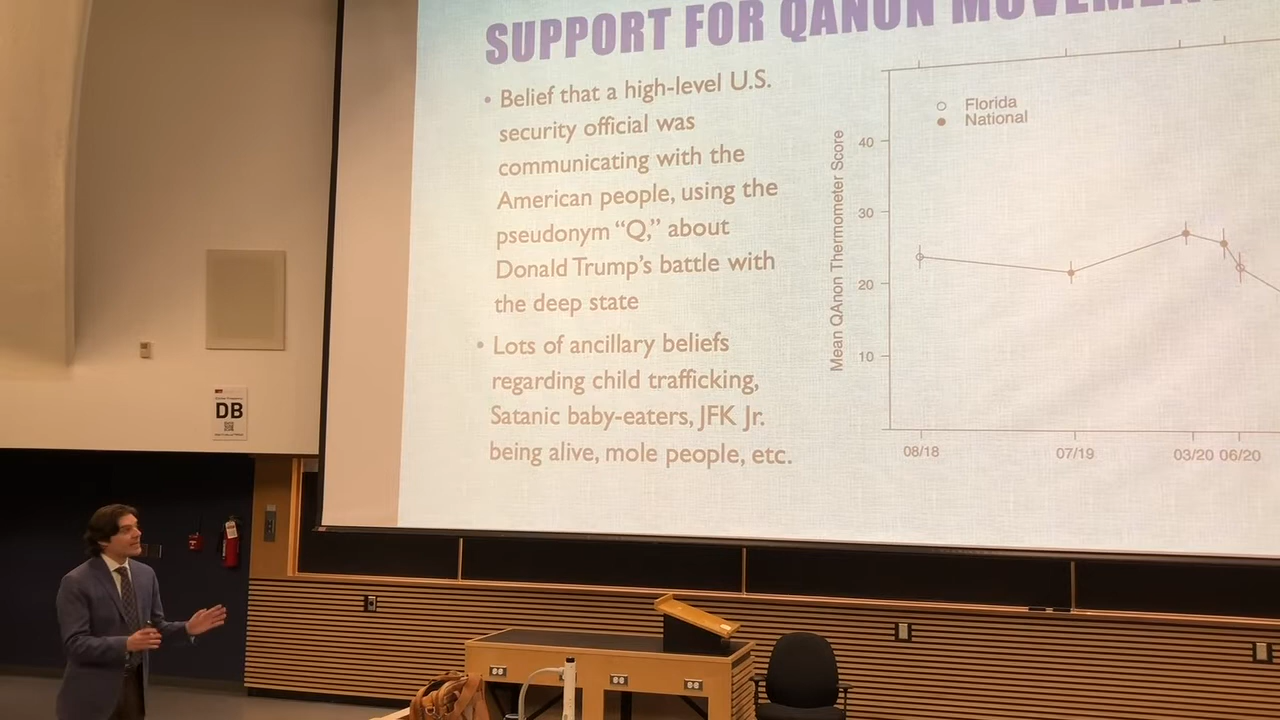 SUPPORT FOR QANON MOVEMENT
• Belief that a high-level U.S.
security official was
communicating with the
American people, using the
pseudonym “Q,” about
Donald Trump’s battle with
the deep state
• Lots of ancillary beliefs
regarding child trafficking,
Satanic baby-eaters, JFK Jr.
being alive, mole people, etc.
Florida
National
Mean QAnon Thermometer Score
40
30
20
10
08/18 07/19 03/20 06/20
DB